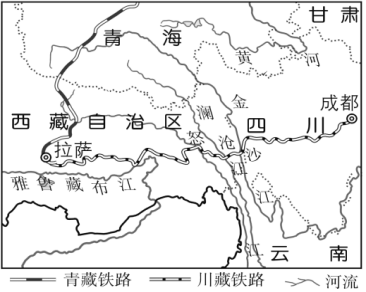 甘肃
青海
黄河
金沙江
澜沧江
怒江
成都
西藏自治区
四川
拉萨
雅鲁藏布江
云南
青藏铁路
川藏铁路
河流